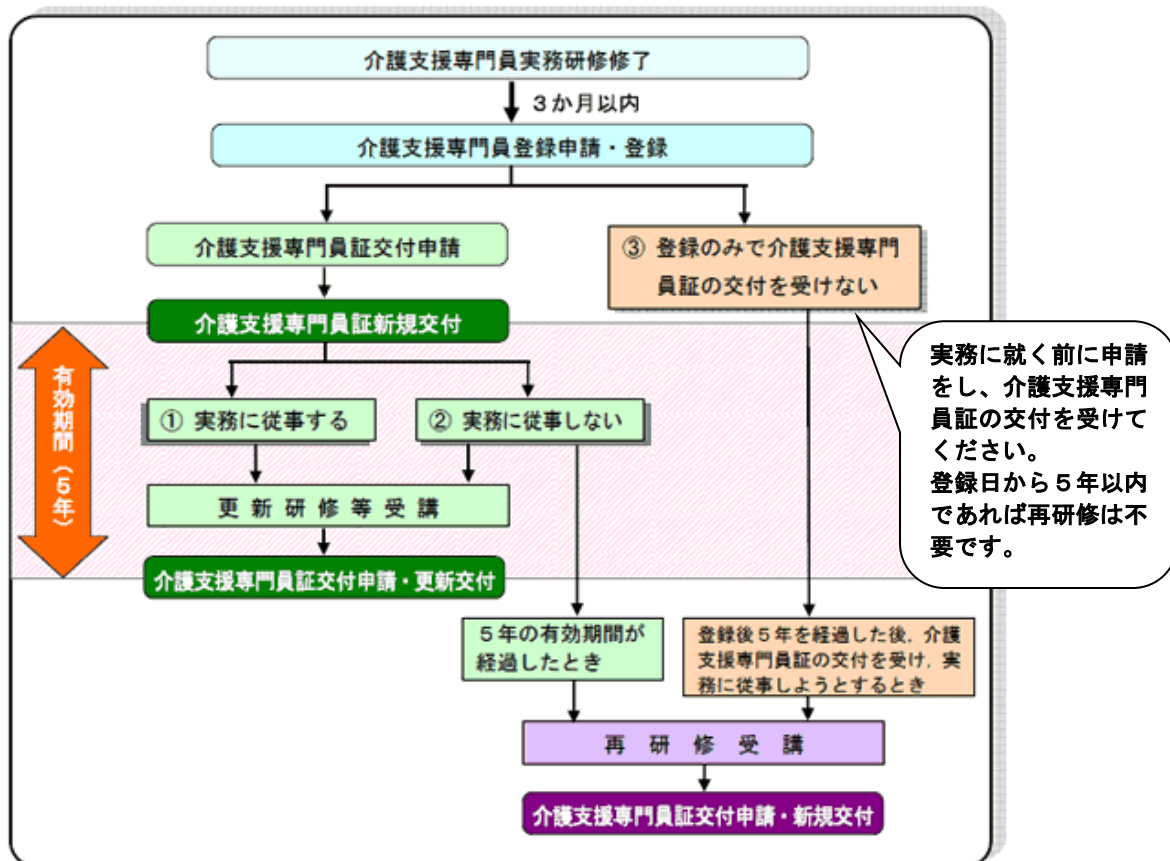 介護支援専門員実務研修修了
３か月以内
介護支援専門員登録申請・登録
介護支援専門員証交付申請
③ 登録のみで介護支援専門
員証の交付を受けない
介護支援専門員証新規交付
実務に就く前に申請
をし、介護支援専門
員証の交付を受けて
ください。
登録日から５年以内
であれば再研修は不
要です。
有効期間（５年）
① 実務に従事する
② 実務に従事しない
更新研修等受講
介護支援専門員証交付申請・更新交付
５年の有効期間が
経過したとき
登録後５年を経過した後，介護
支援専門員証の交付を受け，実
務に従事しようとするとき
再研修受講
介護支援専門員証交付申請・新規交付